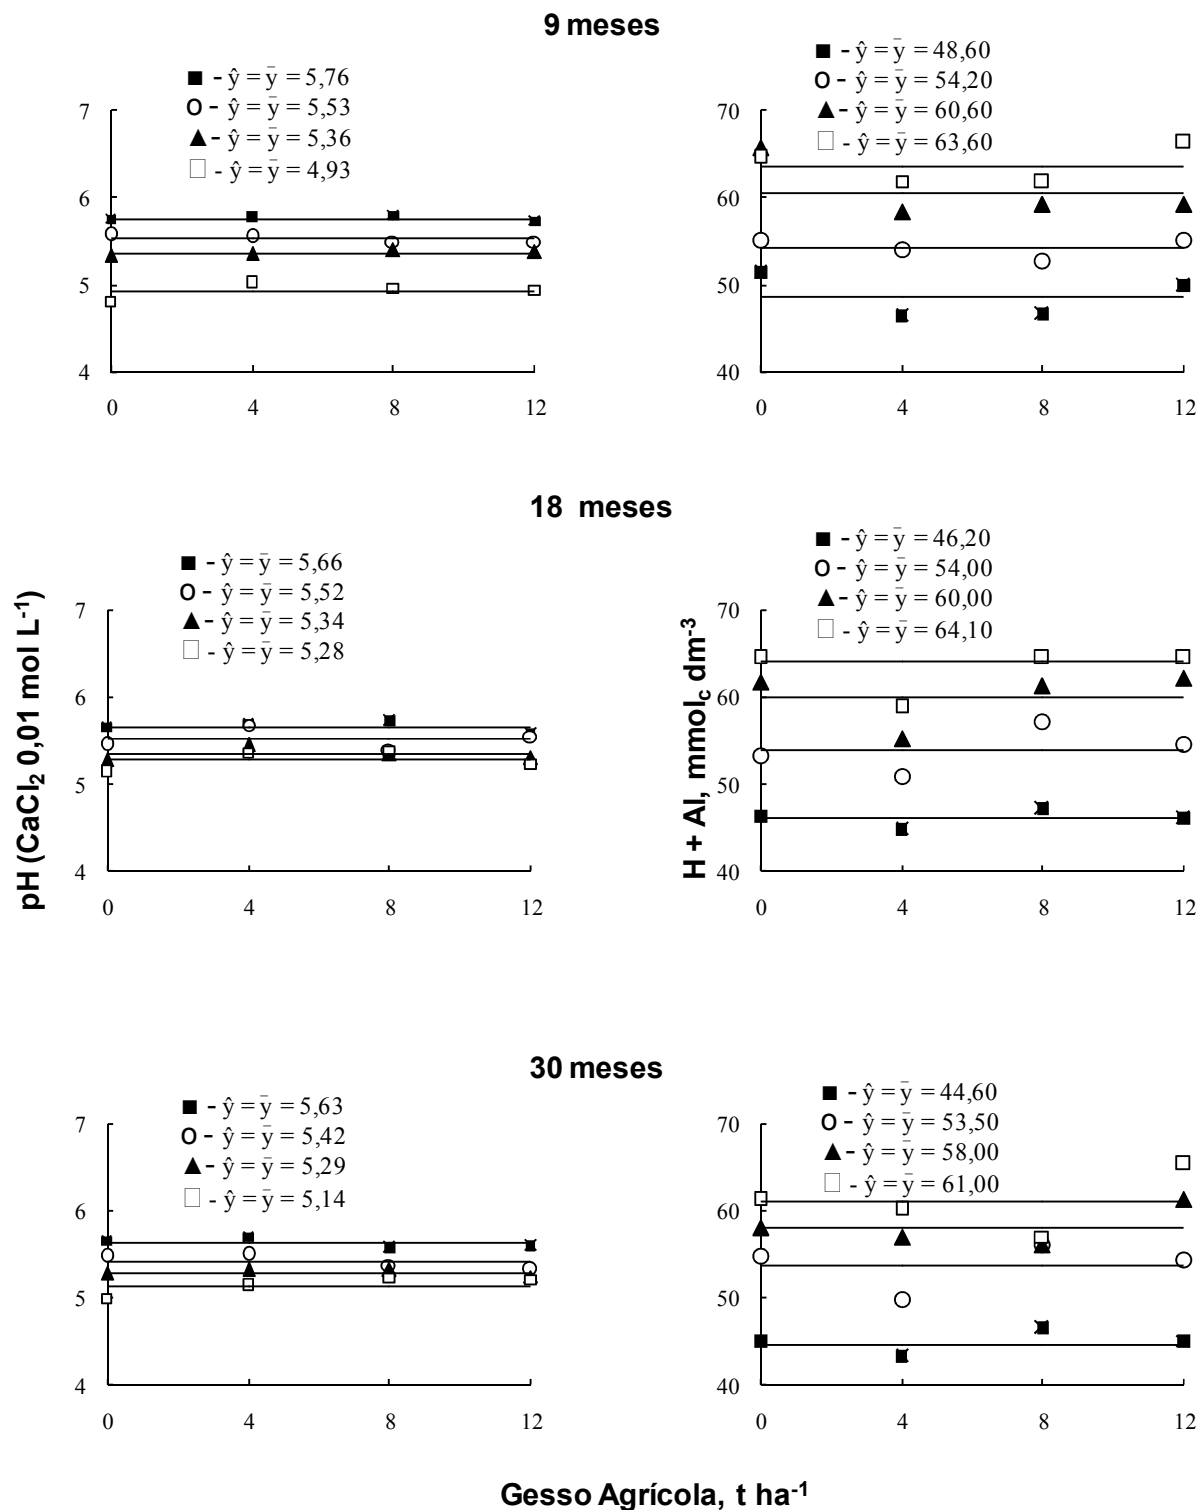 9 meses
■ - ŷ = ȳ = 5,76
O - ŷ = ȳ = 5,53
▲ - ŷ = ȳ = 5,36
□ - ŷ = ȳ = 4,93
7
6
5
4
0 4 8 12
■ - ŷ = ȳ = 48,60
O - ŷ = ȳ = 54,20
▲ - ŷ = ȳ = 60,60
□ - ŷ = ȳ = 63,60
70
60
50
40
0 4 8 12
18 meses
pH (CaCl₂ 0,01 mol L⁻¹)
■ - ŷ = ȳ = 5,66
O - ŷ = ȳ = 5,52
▲ - ŷ = ȳ = 5,34
□ - ŷ = ȳ = 5,28
7
6
5
4
0 4 8 12
H + Al, mmol꜀ dm⁻³
■ - ŷ = ȳ = 46,20
O - ŷ = ȳ = 54,00
▲ - ŷ = ȳ = 60,00
□ - ŷ = ȳ = 64,10
70
60
50
40
0 4 8 12
30 meses
■ - ŷ = ȳ = 5,63
O - ŷ = ȳ = 5,42
▲ - ŷ = ȳ = 5,29
□ - ŷ = ȳ = 5,14
7
6
5
4
0 4 8 12
■ - ŷ = ȳ = 44,60
O - ŷ = ȳ = 53,50
▲ - ŷ = ȳ = 58,00
□ - ŷ = ȳ = 61,00
70
60
50
40
0 4 8 12
Gesso Agrícola, t ha⁻¹